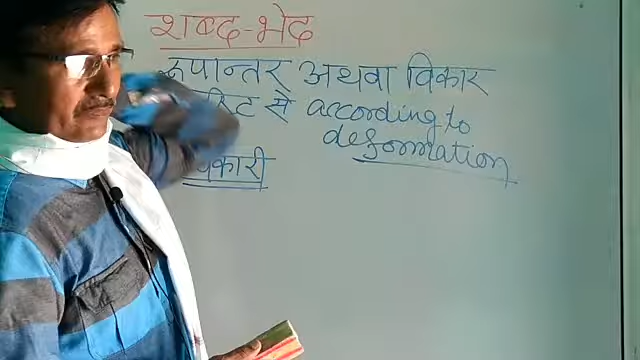 शब्द-भेद
रूपान्तर अथवा विकार
से according to
deformation